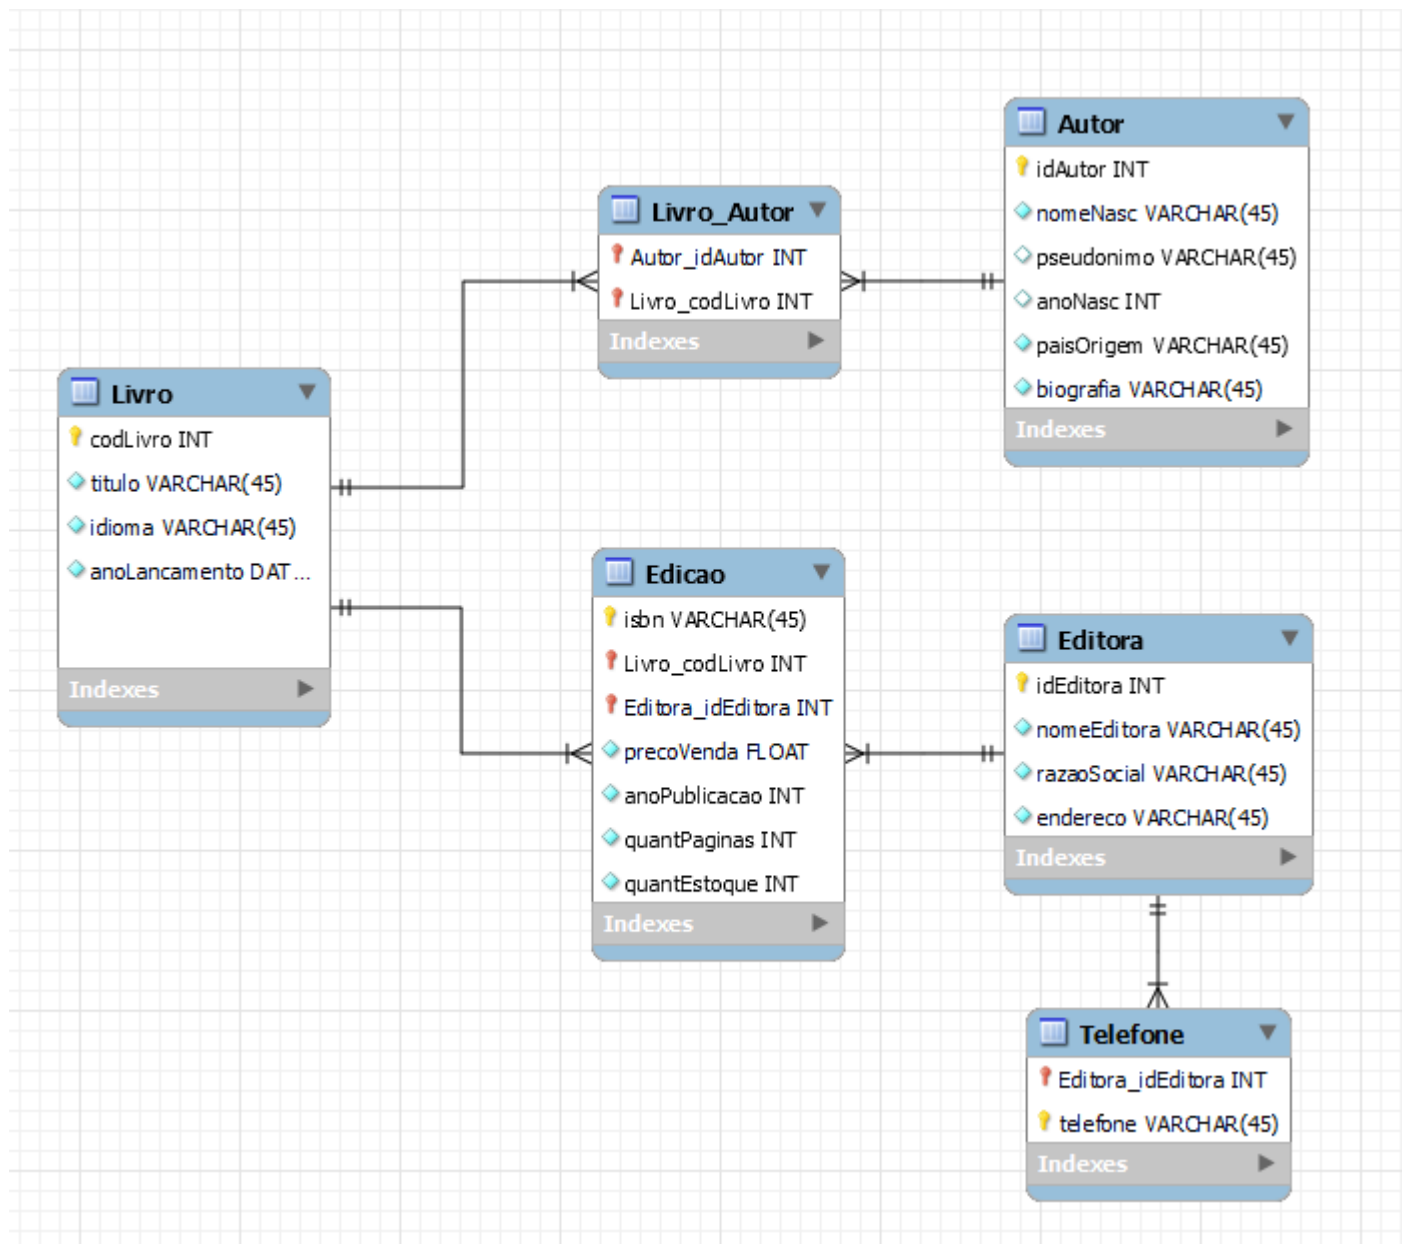 Autor
idAutor INT
nomeNasc VARCHAR(45)
pseudonimo VARCHAR(45)
anoNasc INT
paisOrigem VARCHAR(45)
biografia VARCHAR(45)
Indexes
Livro_Autor
Autor_idAutor INT
Livro_codLivro INT
Indexes
Livro
codLivro INT
titulo VARCHAR(45)
idioma VARCHAR(45)
anoLancamento DAT...
Indexes
Edicao
isbn VARCHAR(45)
Livro_codLivro INT
Editora_idEditora INT
precoVenda FLOAT
anoPublicacao INT
quantPaginas INT
quantEstoque INT
Indexes
Editora
idEditora INT
nomeEditora VARCHAR(45)
razaoSocial VARCHAR(45)
endereco VARCHAR(45)
Indexes
Telefone
Editora_idEditora INT
telefone VARCHAR(45)
Indexes